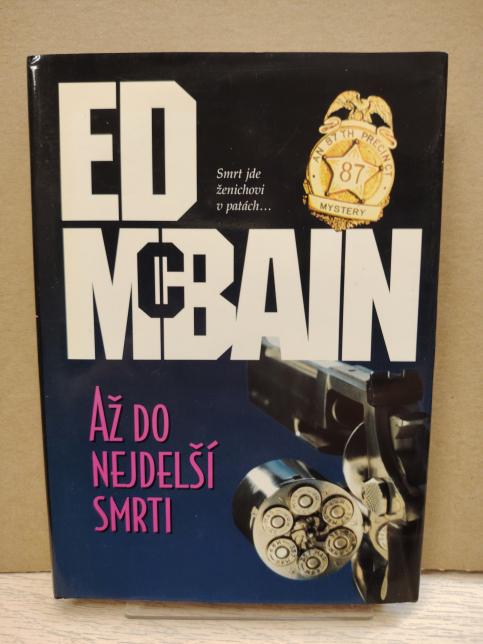 ED
Smrt jde
ženichovi
v patách...
AN 87TH PRECINCT
87
MYSTERY
McBAIN
AŽ DO
NEJDELŠÍ
SMRTI